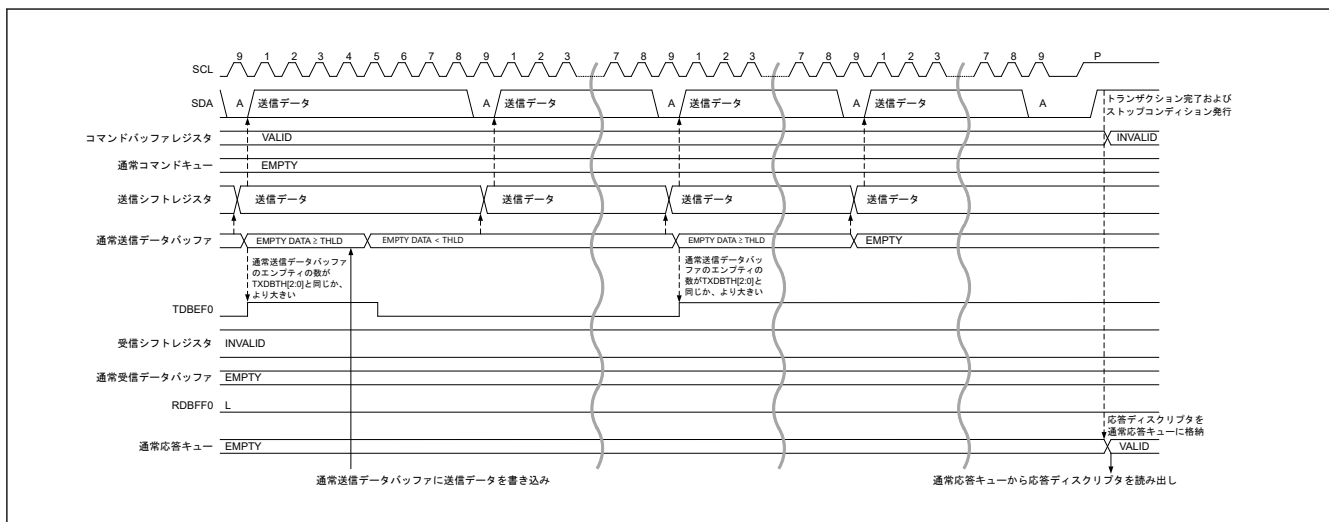 9 1 2 3 4 5 6 7 8 9 1 2 3 7 8 9 1 2 3 7 8 9 1 2 3 7 8 9 P
SCL
SDA A 送信データ A 送信データ A 送信データ A 送信データ A
トランザクション完了および
ストップコンディション発行
コマンドバッファレジスタ VALID INVALID
通常コマンドキュー EMPTY
送信シフトレジスタ 送信データ 送信データ 送信データ 送信データ
通常送信データバッファ EMPTY DATA ≥ THLD EMPTY DATA < THLD EMPTY DATA ≥ THLD EMPTY
通常送信データバッファ
のエンプティの数が
TXDBTH[2:0]と同じか、
より大きい
通常送信データバッ
ファのエンプティの
数がTXDBTH[2:0]と
同じか、より大きい
TDBEF0
受信シフトレジスタ INVALID
通常受信データバッファ EMPTY
RDBFF0 L
応答ディスクリプタを
通常応答キューに格納
通常応答キュー EMPTY VALID
通常送信データバッファに送信データを書き込み
通常応答キューから応答ディスクリプタを読み出し